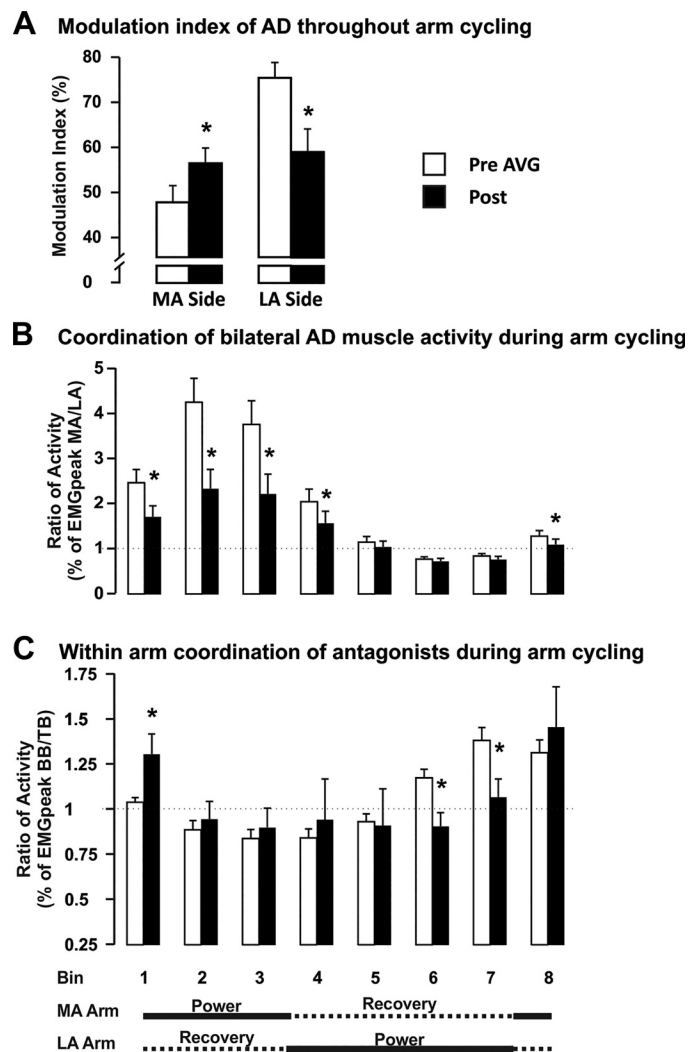 A Modulation index of AD throughout arm cycling
Modulation Index (%)
80
70
60
50
40
0
*
*
MA Side LA Side
Pre AVG
Post
B Coordination of bilateral AD muscle activity during arm cycling
Ratio of Activity
(% of EMGpeak MA/LA)
5
4
3
2
1
0
* * * * *
C Within arm coordination of antagonists during arm cycling
Ratio of Activity
(% of EMGpeak BB/TB)
1.75
1.5
1.25
1
0.75
0.5
0.25
* * *
Bin 1 2 3 4 5 6 7 8
MA Arm Power Recovery
LA Arm Recovery Power